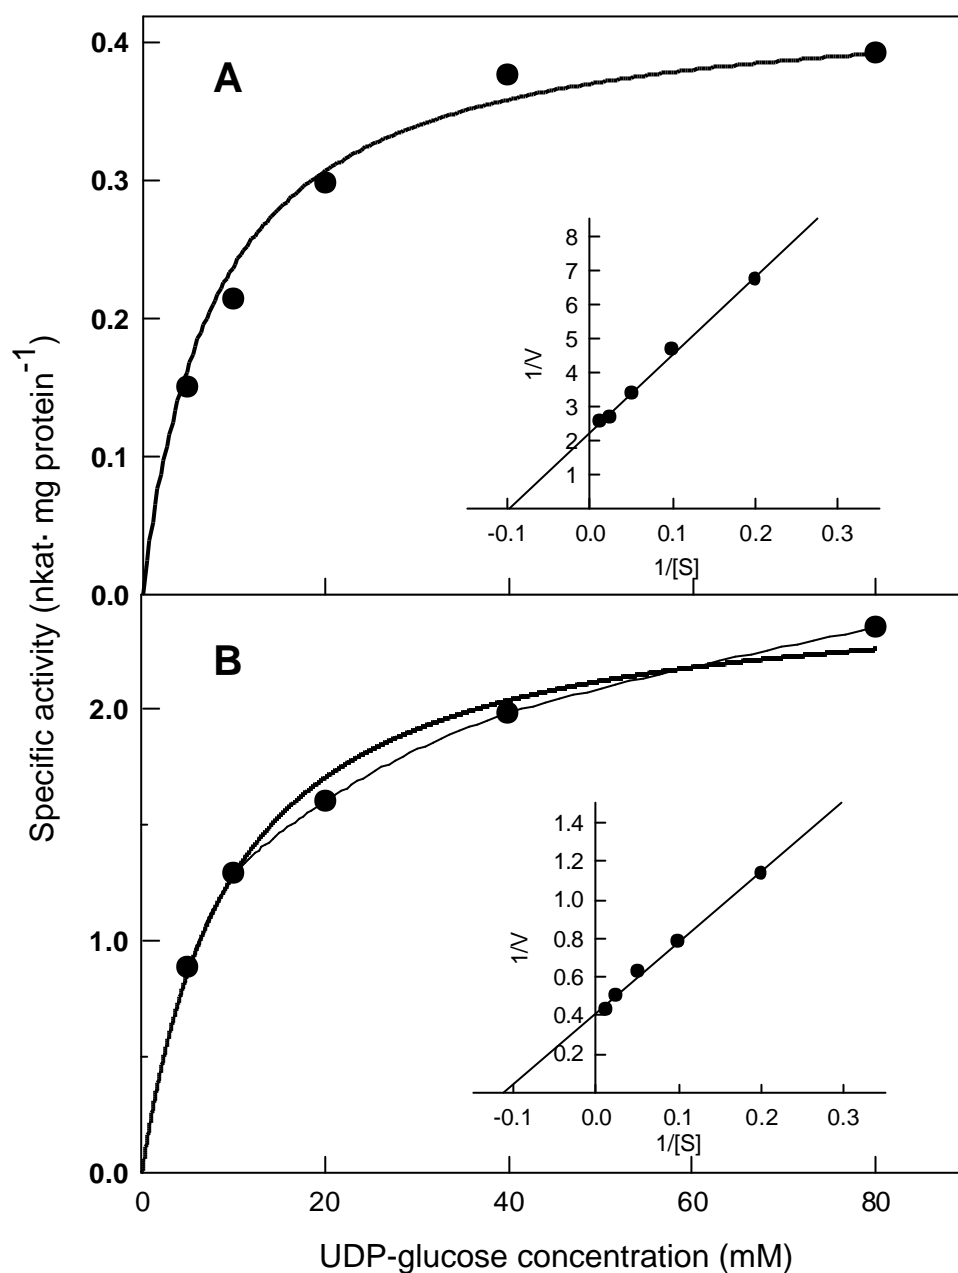 Specific activity (nkat· mg protein-1)
A
0.4
0.3
0.2
0.1
0.0
1/V
8
7
6
5
4
3
2
1
-0.1 0.0 0.1 0.2 0.3
1/[S]
B
2.0
1.0
0.0
1/V
1.4
1.2
1.0
0.8
0.6
0.4
0.2
-0.1 0.0 0.1 0.2 0.3
1/[S]
0 20 40 60 80
UDP-glucose concentration (mM)